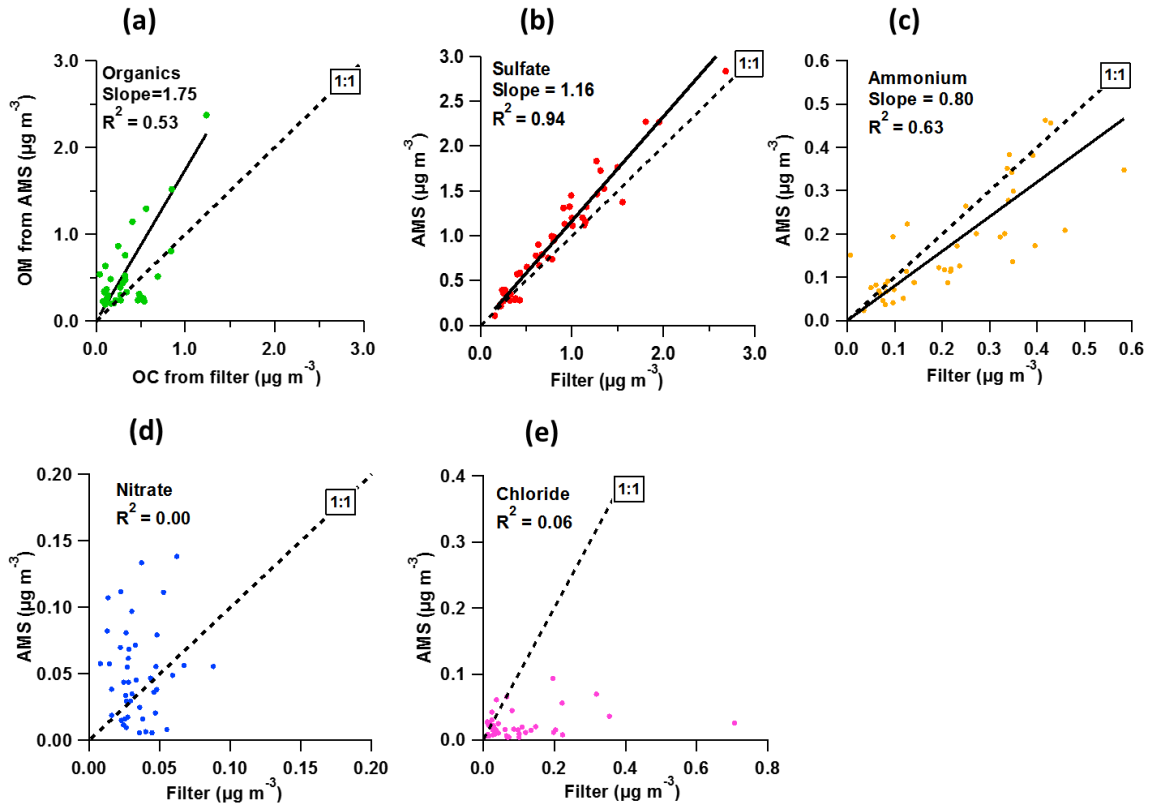 (a)
Organics
Slope=1.75
R² = 0.53
1:1
3.0
2.0
1.0
0.0
OM from AMS (µg m⁻³)
0.0 1.0 2.0 3.0
OC from filter (µg m⁻³)
(b)
Sulfate
Slope = 1.16
R² = 0.94
1:1
3.0
2.5
2.0
1.5
1.0
0.5
0.0
AMS (µg m⁻³)
0.0 1.0 2.0 3.0
Filter (µg m⁻³)
(c)
Ammonium
Slope = 0.80
R² = 0.63
1:1
0.6
0.5
0.4
0.3
0.2
0.1
0.0
AMS (µg m⁻³)
0.0 0.1 0.2 0.3 0.4 0.5 0.6
Filter (µg m⁻³)
(d)
Nitrate
R² = 0.00
1:1
0.20
0.15
0.10
0.05
0.00
AMS (µg m⁻³)
0.00 0.05 0.10 0.15 0.20
Filter (µg m⁻³)
(e)
Chloride
R² = 0.06
1:1
0.4
0.3
0.2
0.1
0.0
AMS (µg m⁻³)
0.0 0.2 0.4 0.6 0.8
Filter (µg m⁻³)